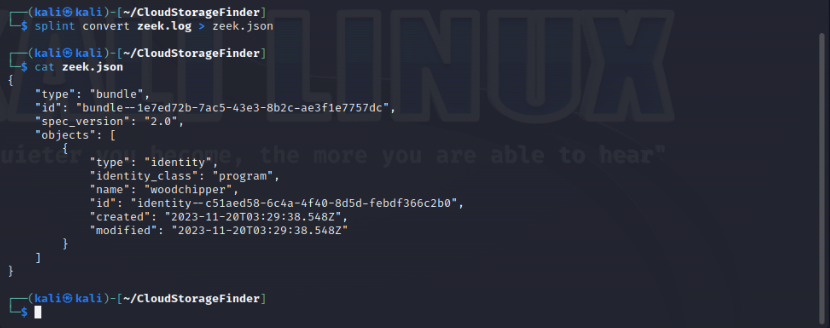 ┌──(kali㉿kali)-[~/CloudStorageFinder]
└─$ splint convert zeek.log > zeek.json
┌──(kali㉿kali)-[~/CloudStorageFinder]
└─$ cat zeek.json
{
    "type": "bundle",
    "id": "bundle--1e7ed72b-7ac5-43e3-8b2c-ae3f1e7757dc",
    "spec_version": "2.0",
    "objects": [
        {
            "type": "identity",
            "identity_class": "program",
            "name": "woodchipper",
            "id": "identity--c51aed58-6c4a-4f40-8d5d-febdf366c2b0",
            "created": "2023-11-20T03:29:38.548Z",
            "modified": "2023-11-20T03:29:38.548Z"
        }
    ]
}
┌──(kali㉿kali)-[~/CloudStorageFinder]
└─$
KALI LINUX
uieter you become, the more you are able to hear"